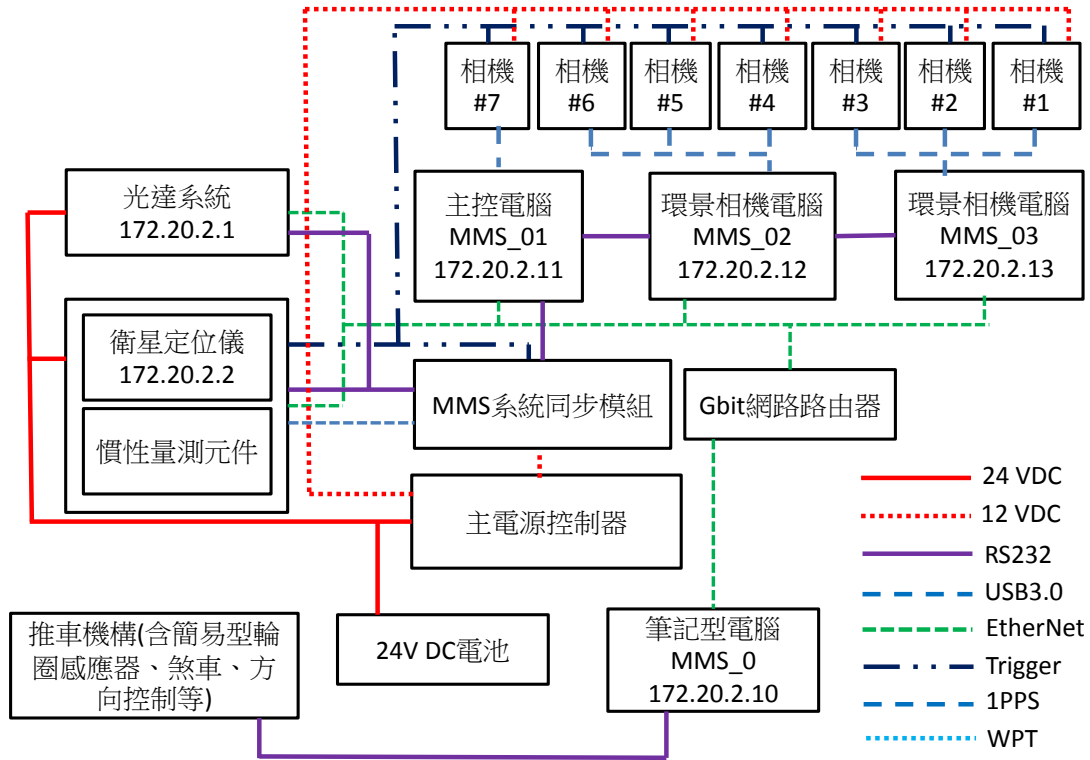 相機
#7
相機
#6
相機
#5
相機
#4
相機
#3
相機
#2
相機
#1
光達系統
172.20.2.1
主控電腦
MMS_01
172.20.2.11
環景相機電腦
MMS_02
172.20.2.12
環景相機電腦
MMS_03
172.20.2.13
衛星定位儀
172.20.2.2
慣性量測元件
MMS系統同步模組
Gbit網路路由器
主電源控制器
24 VDC
12 VDC
RS232
USB3.0
EtherNet
Trigger
1PPS
WPT
推車機構(含簡易型輪
圈感應器、煞車、方
向控制等)
24V DC電池
筆記型電腦
MMS_0
172.20.2.10